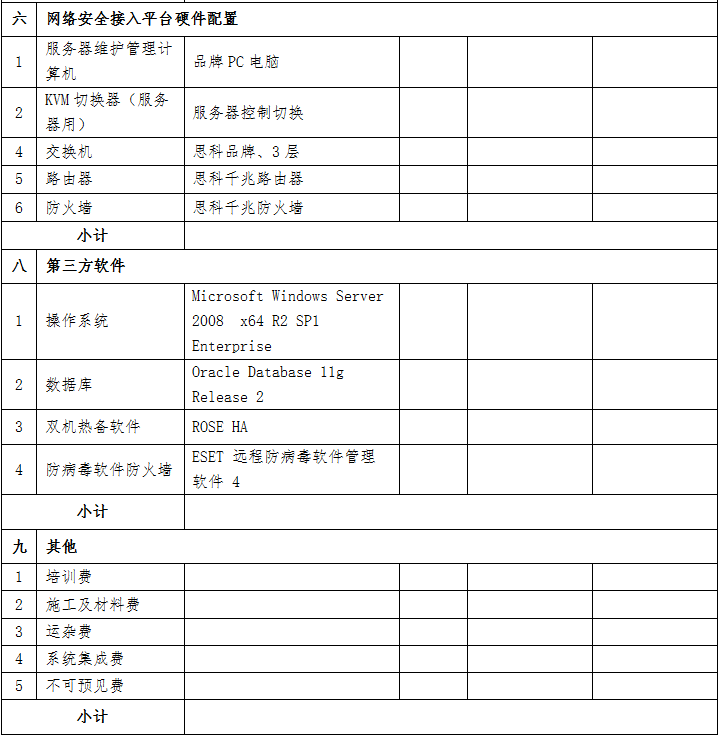 六 网络安全接入平台硬件配置
1 服务器维护管理计算机 品牌 PC 电脑
2 KVM 切换器（服务器用） 服务器控制切换
4 交换机 思科品牌、3 层
5 路由器 思科千兆路由器
6 防火墙 思科千兆防火墙
小计
八 第三方软件
1 操作系统 Microsoft Windows Server 2008 x64 R2 SP1 Enterprise
2 数据库 Oracle Database 11g Release 2
3 双机热备软件 ROSE HA
4 防病毒软件防火墙 ESET 远程防病毒软件管理软件 4
小计
九 其他
1 培训费
2 施工及材料费
3 运杂费
4 系统集成费
5 不可预见费
小计